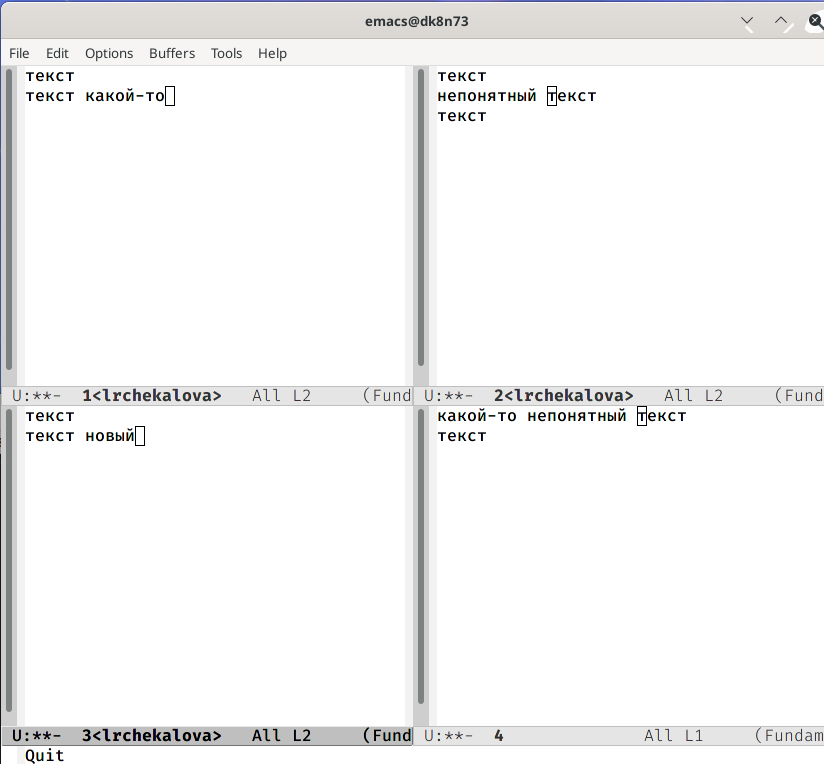 emacs@dk8n73
File Edit Options Buffers Tools Help
текст
текст какой-то
U:**- 1<lrchekalova> All L2 (Fund
текст
непонятный текст
текст
U:**- 2<lrchekalova> All L2 (Fund
текст
текст новый
U:**- 3<lrchekalova> All L2 (Fund
какой-то непонятный текст
текст
U:**- 4 All L1 (Fundam
Quit